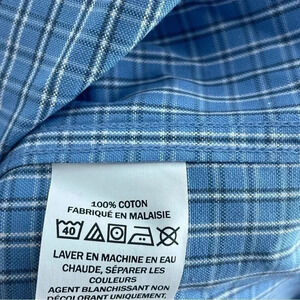 100% COTON
FABRIQUÉ EN MALAISIE
40
LAVER EN MACHINE EN EAU
CHAUDE, SÉPARER LES
COULEURS
AGENT BLANCHISSANT NON
DÉCOLORANT UNIQUEMENT,